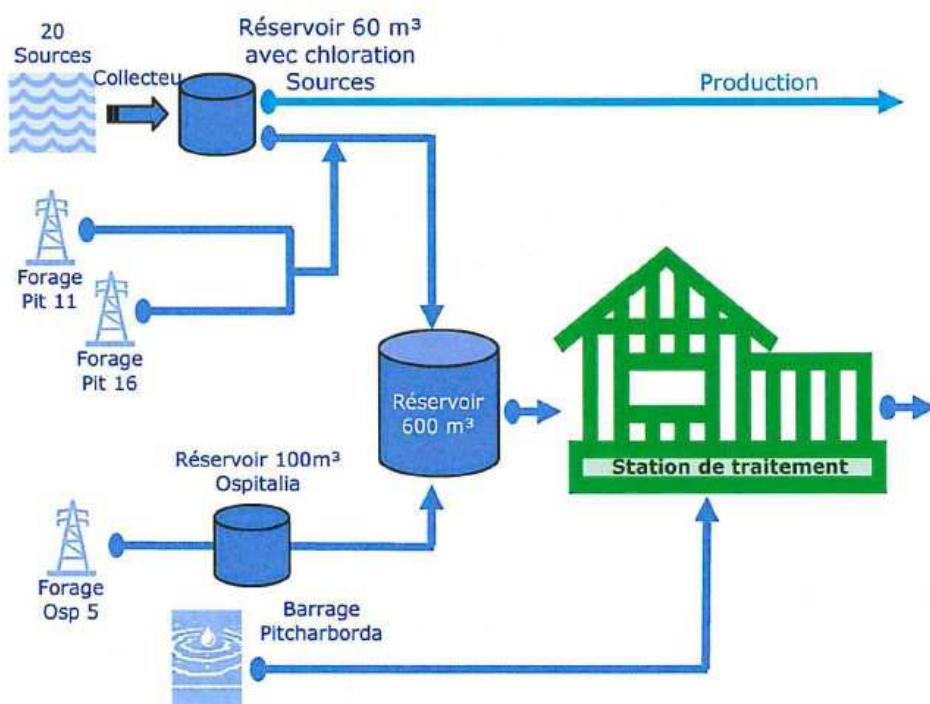 20
Sources
Collecteu
Réservoir 60 m³
avec chloration
Sources
Production
Forage
Pit 11
Forage
Pit 16
Réservoir
600 m³
Station de traitement
Réservoir 100m³
Ospitalia
Forage
Osp 5
Barrage
Pitcharborda